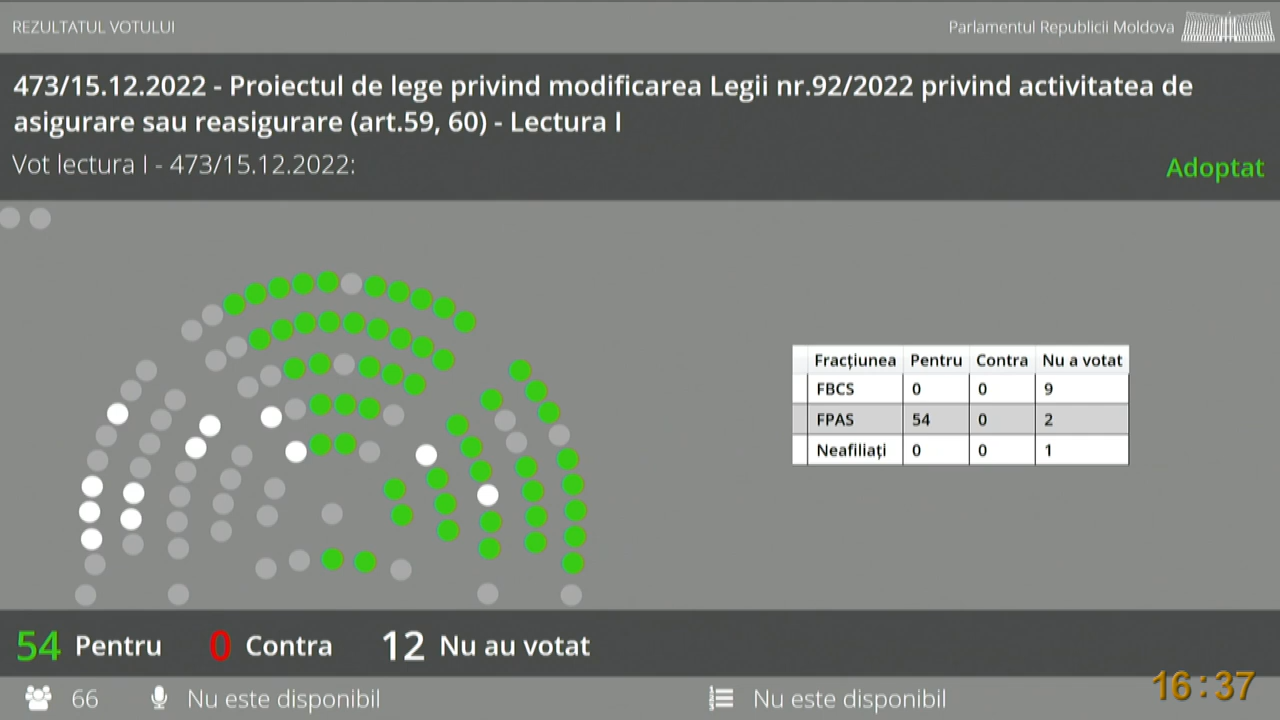 REZULTATUL VOTULUI
Parlamentul Republicii Moldova
473/15.12.2022 - Proiectul de lege privind modificarea Legii nr.92/2022 privind activitatea de
asigurare sau reasigurare (art.59, 60) - Lectura I
Vot lectura I - 473/15.12.2022:
Adoptat
Fracțiunea Pentru Contra Nu a votat
FBCS 0 0 9
FPAS 54 0 2
Neafiliați 0 0 1
54 Pentru 0 Contra 12 Nu au votat
66 Nu este disponibil Nu este disponibil
16:37